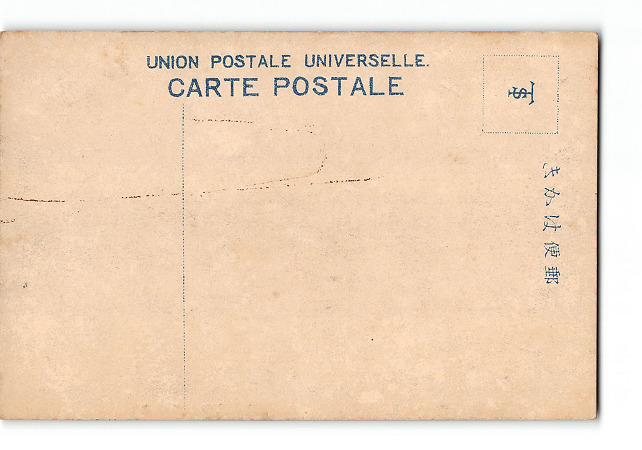 UNION POSTALE UNIVERSELLE.
CARTE POSTALE
きかは便郵